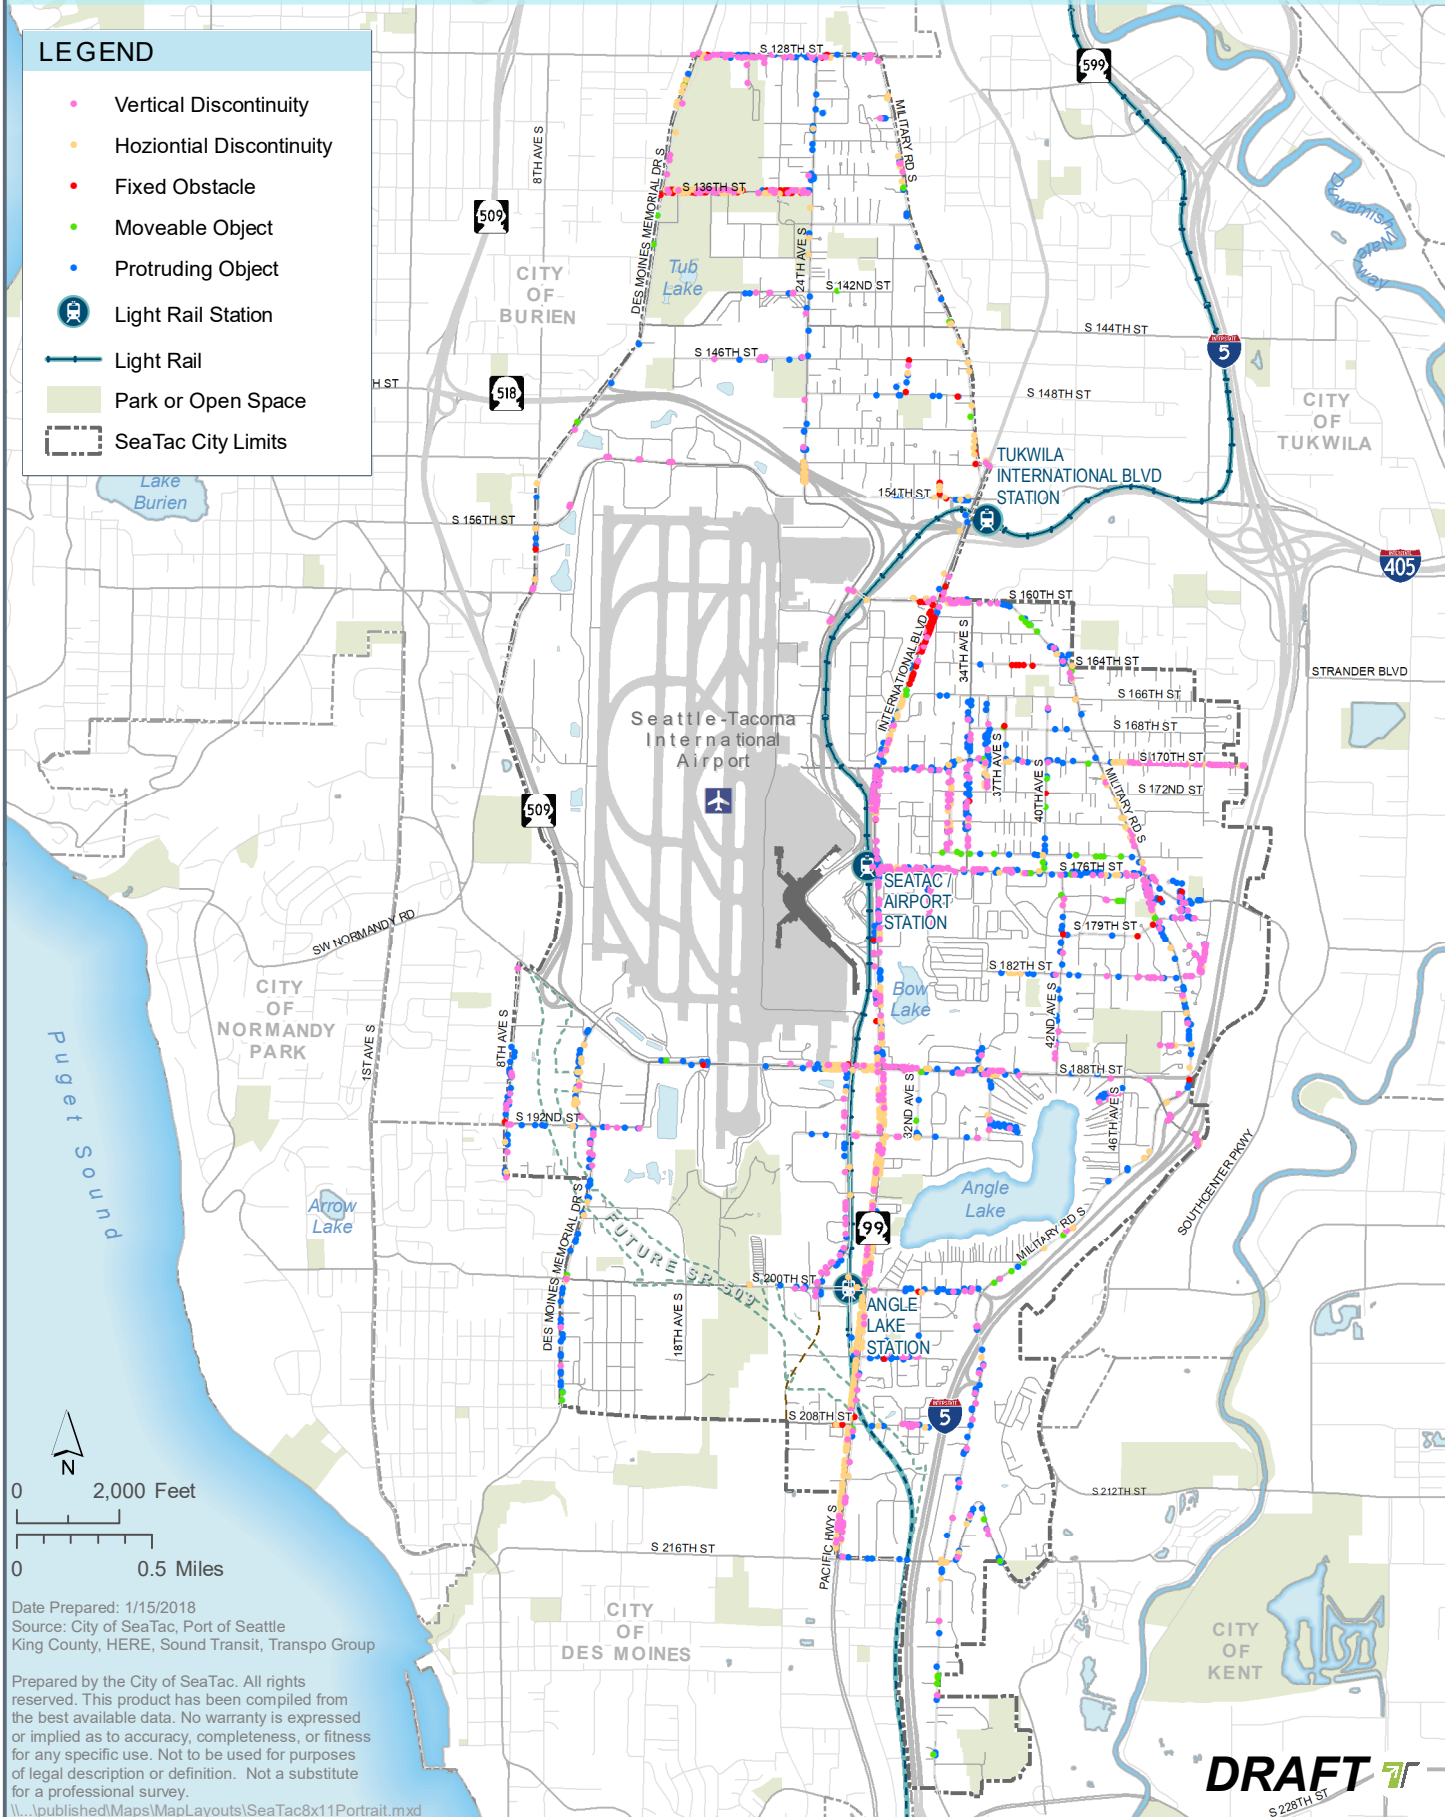 LEGEND
Vertical Discontinuity
Hoziontial Discontinuity
Fixed Obstacle
Moveable Object
Protruding Object
Light Rail Station
Light Rail
Park or Open Space
SeaTac City Limits
S 128TH ST
599
8TH AVE S
MILITARY RD S
DES MOINES MEMORIAL DR S
S 136TH ST
509
Duwamish Waterway
24TH AVE S
CITY
OF
BURIEN
Tub
Lake
S 142ND ST
S 144TH ST
5
S 146TH ST
H ST
518
S 148TH ST
CITY
OF
TUKWILA
TUKWILA
INTERNATIONAL BLVD
STATION
Lake
Burien
154TH ST
S 156TH ST
405
S 160TH ST
INTERNATIONAL BLVD
34TH AVE S
S 164TH ST
STRANDER BLVD
S 166TH ST
Seattle-Tacoma
International
Airport
S 168TH ST
37TH AVE S
S 170TH ST
40TH AVE S
MILITARY RD S
S 172ND ST
509
S 176TH ST
SEATAC /
AIRPORT
STATION
SW NORMANDY RD
S 179TH ST
S 182TH ST
CITY
OF
NORMANDY
PARK
Bow
Lake
8TH AVE S
42ND AVE S
1ST AVE S
Puget Sound
S 188TH ST
32ND AVE S
46TH AVE S
S 192ND ST
SOUTHCENTER PKWY
Angle
Lake
Arrow
Lake
DES MOINES MEMORIAL DR S
99
MILITARY RD S
FUTURE SR 509
S 200TH ST
18TH AVE S
ANGLE
LAKE
STATION
S 208TH ST
5
N
0 2,000 Feet
0 0.5 Miles
S 212TH ST
PACIFIC HWY S
S 216TH ST
CITY
OF
DES MOINES
CITY
OF
KENT
Date Prepared: 1/15/2018
Source: City of SeaTac, Port of Seattle
King County, HERE, Sound Transit, Transpo Group
Prepared by the City of SeaTac. All rights
reserved. This product has been compiled from
the best available data. No warranty is expressed
or implied as to accuracy, completeness, or fitness
for any specific use. Not to be used for purposes
of legal description or definition. Not a substitute
for a professional survey.
\\...\published\Maps\MapLayouts\SeaTac8x11Portrait.mxd
DRAFT
S 228TH ST